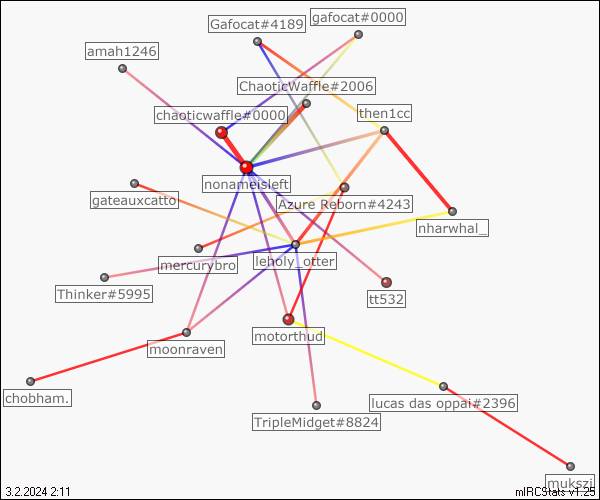 gafocat#0000
Gafocat#4189
amah1246
ChaoticWaffle#2006
chaoticwaffle#0000
then1cc
nonameisleft
gateauxcatto
Azure Reborn#4243
nharwhal_
leholy_otter
mercurybro
Thinker#5995
tt532
motorthud
moonraven
chobham.
lucas das oppai#2396
TripleMidget#8824
mukszi
3.2.2024 2:11
mIRCStats v1.25